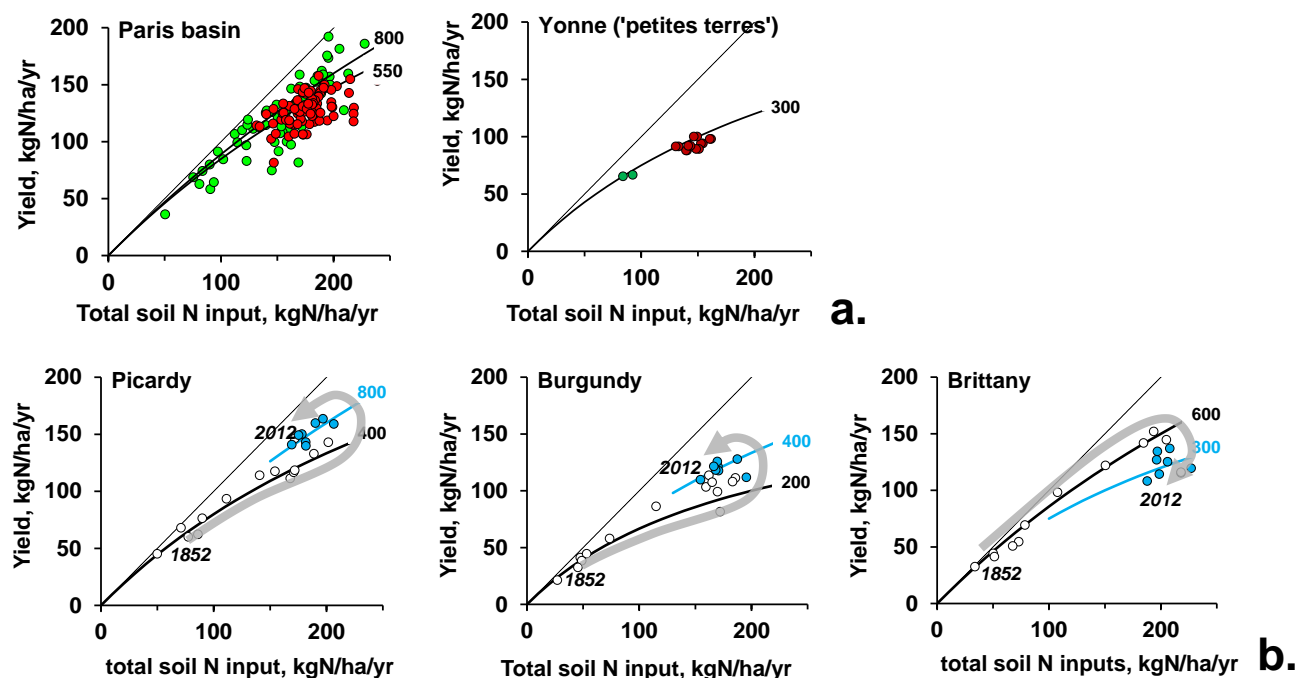 Paris basin
Yield, kgN/ha/yr
200
150
100
50
0
0 100 200
800
550
Total soil N input, kgN/ha/yr
Yonne ('petites terres')
Yield, kgN/ha/yr
200
150
100
50
0
0 100 200
300
Total soil N input, kgN/ha/yr
a.
Picardy
Yield, kgN/ha/yr
200
150
100
50
0
0 100 200
800
400
2012
1852
total soil N input, kgN/ha/yr
Burgundy
Yield, kgN/ha/yr
200
150
100
50
0
0 100 200
400
200
2012
1852
Total soil N input, kgN/ha/yr
Brittany
Yield, kgN/ha/yr
200
150
100
50
0
0 100 200
600
300
2012
1852
total soil N inputs, kgN/ha/yr
b.